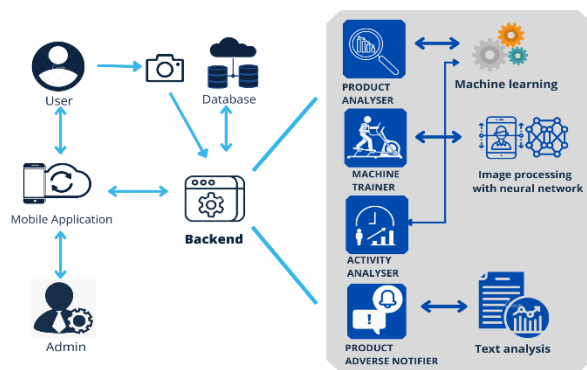 User
Database
Mobile Application
Backend
Admin
PRODUCT
ANALYSER
Machine learning
MACHINE
TRAINER
Image processing
with neural network
ACTIVITY
ANALYSER
PRODUCT
ADVERSE NOTIFIER
Text analysis